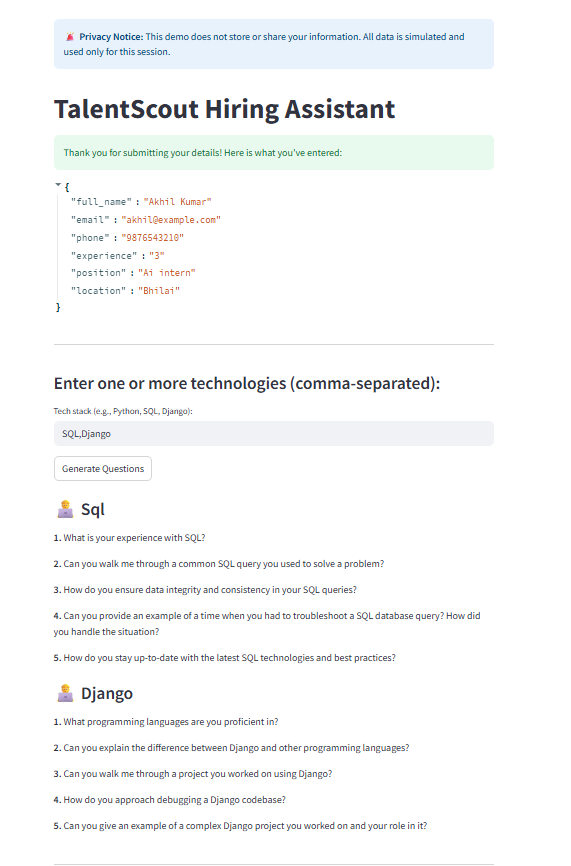 Privacy Notice: This demo does not store or share your information. All data is simulated and
used only for this session.
TalentScout Hiring Assistant
Thank you for submitting your details! Here is what you've entered:
{
"full_name" : "Akhil Kumar"
"email" : "akhil@example.com"
"phone" : "9876543210"
"experience" : "3"
"position" : "Ai intern"
"location" : "Bhilai"
}
Enter one or more technologies (comma-separated):
Tech stack (e.g., Python, SQL, Django):
SQL,Django
Generate Questions
Sql
1. What is your experience with SQL?
2. Can you walk me through a common SQL query you used to solve a problem?
3. How do you ensure data integrity and consistency in your SQL queries?
4. Can you provide an example of a time when you had to troubleshoot a SQL database query? How did
you handle the situation?
5. How do you stay up-to-date with the latest SQL technologies and best practices?
Django
1. What programming languages are you proficient in?
2. Can you explain the difference between Django and other programming languages?
3. Can you walk me through a project you worked on using Django?
4. How do you approach debugging a Django codebase?
5. Can you give an example of a complex Django project you worked on and your role in it?